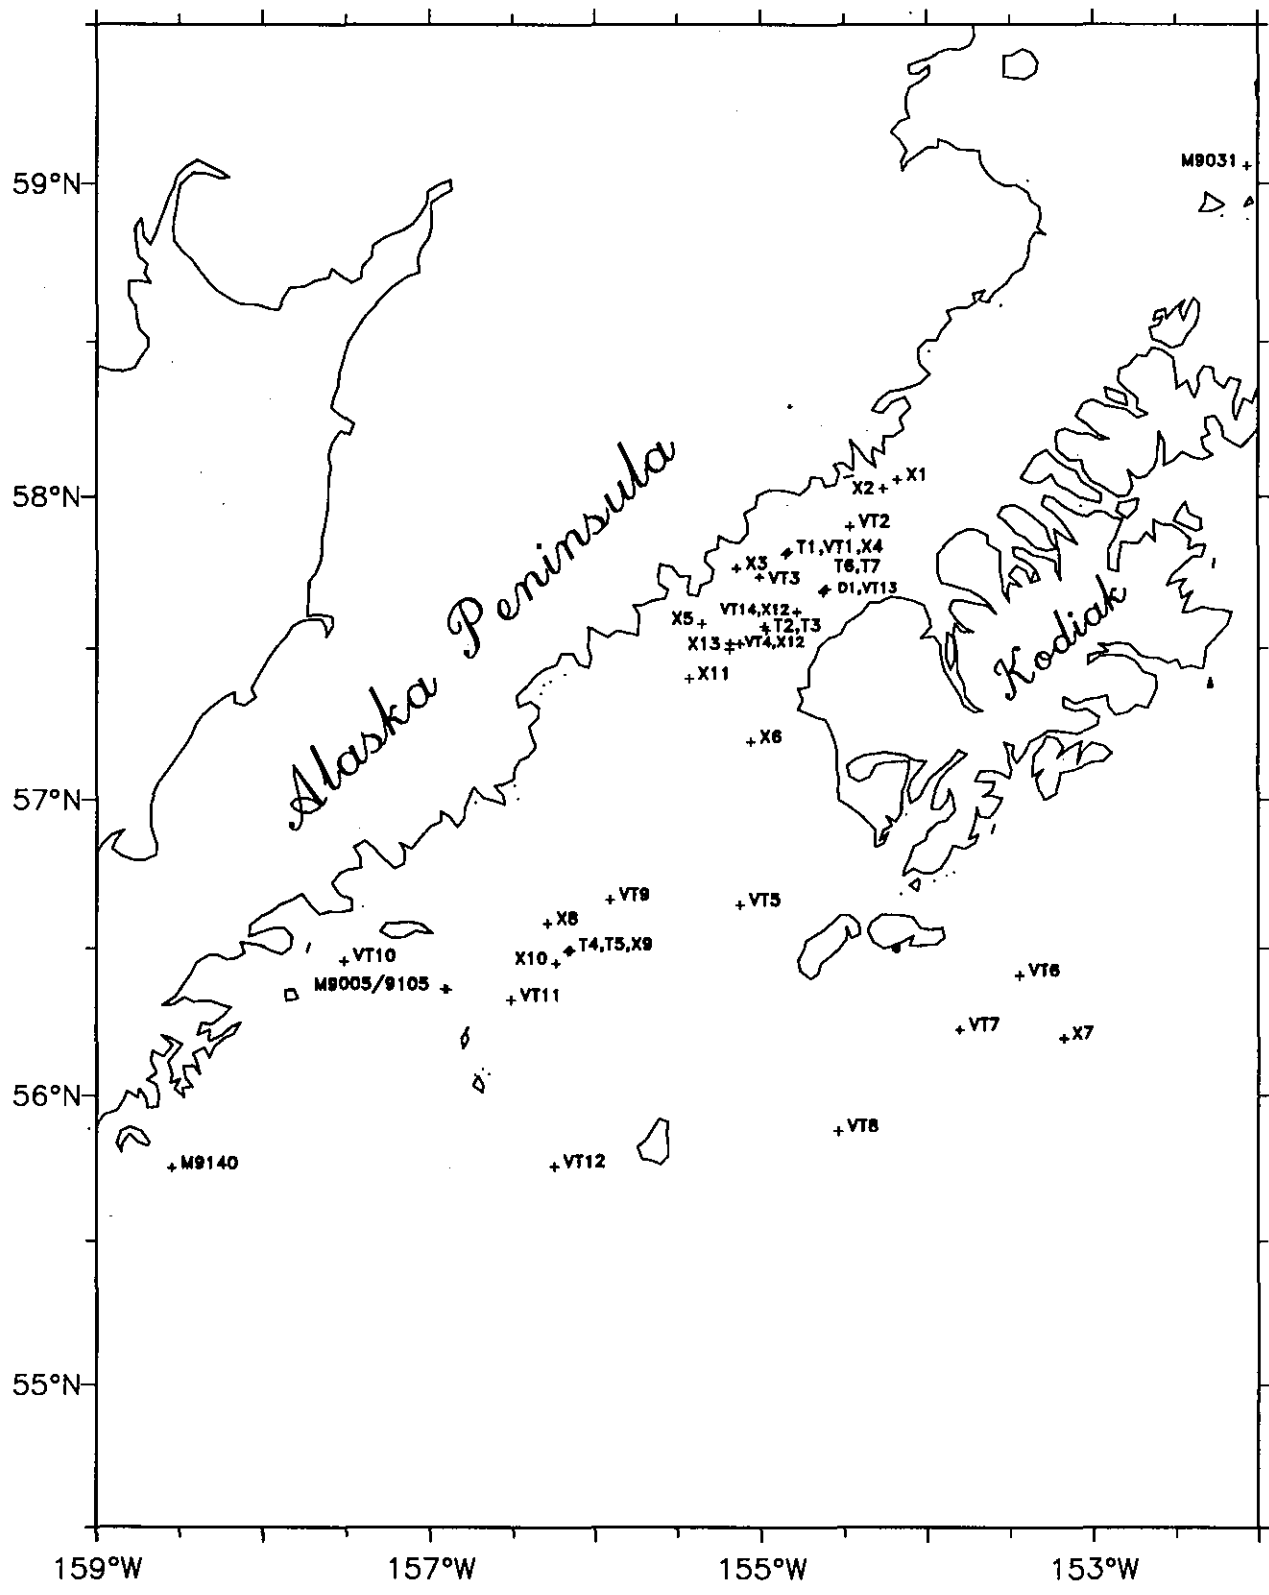 M9031
59°N
58°N
X1
X2
VT2
T1,VT1,X4
X3
T6,T7
VT3
D1,VT13
VT14,X12
X5
T2,T3
X13
VT4,X12
X11
Alaska Peninsula
Kodiak
X6
57°N
VT9
VT5
X8
T4,T5,X9
VT10
X10
M9005/9105
VT11
VT6
VT7
X7
56°N
VT8
M9140
VT12
55°N
159°W
157°W
155°W
153°W